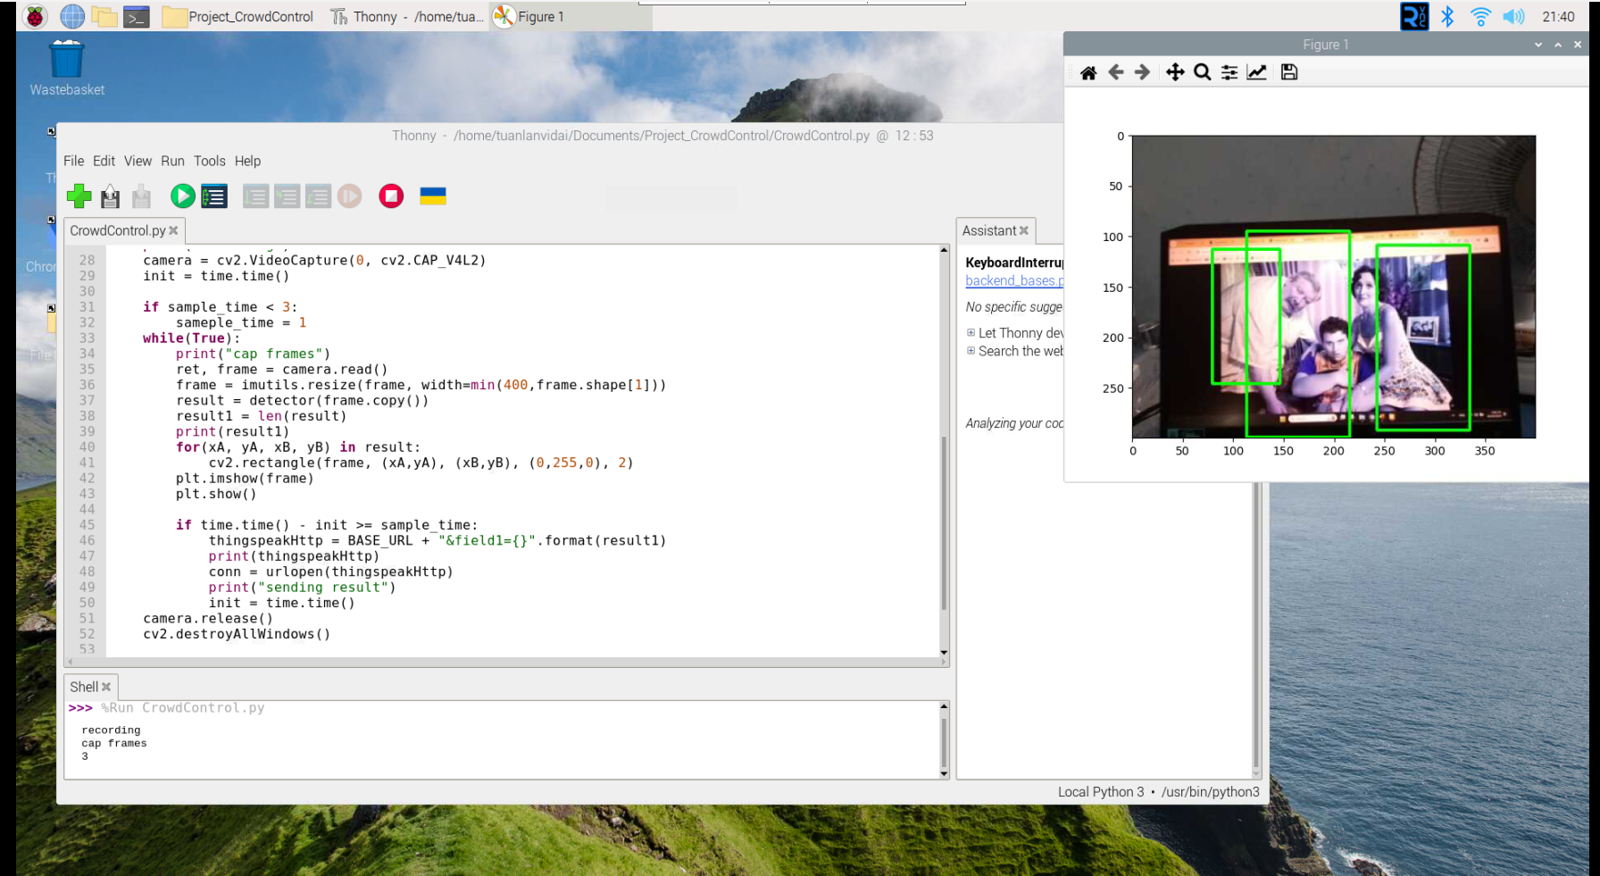 Project_CrowdControl
Thonny - /home/tua...
Figure 1
21:40
Wastebasket
Thonny - /home/tuanlanvidai/Documents/Project_CrowdControl/CrowdControl.py @ 12 : 53
File Edit View Run Tools Help
CrowdControl.py
28 camera = cv2.VideoCapture(0, cv2.CAP_V4L2)
29 init = time.time()
30
31 if sample_time < 3:
32 sameple_time = 1
33 while(True):
34 print("cap frames")
35 ret, frame = camera.read()
36 frame = imutils.resize(frame, width=min(400,frame.shape[1]))
37 result = detector(frame.copy())
38 result1 = len(result)
39 print(result1)
40 for(xA, yA, xB, yB) in result:
41 cv2.rectangle(frame, (xA,yA), (xB,yB), (0,255,0), 2)
42 plt.imshow(frame)
43 plt.show()
44
45 if time.time() - init >= sample_time:
46 thingspeakHttp = BASE_URL + "&field1={}".format(result1)
47 print(thingspeakHttp)
48 conn = urlopen(thingspeakHttp)
49 print("sending result")
50 init = time.time()
51 camera.release()
52 cv2.destroyAllWindows()
53
Shell
>>> %Run CrowdControl.py
recording
cap frames
3
Assistant
KeyboardInterrup
backend_bases.p
No specific sugge
Let Thonny dev
Search the web
Analyzing your coc
Local Python 3 • /usr/bin/python3
Figure 1
0
50
100
150
200
250
0 50 100 150 200 250 300 350